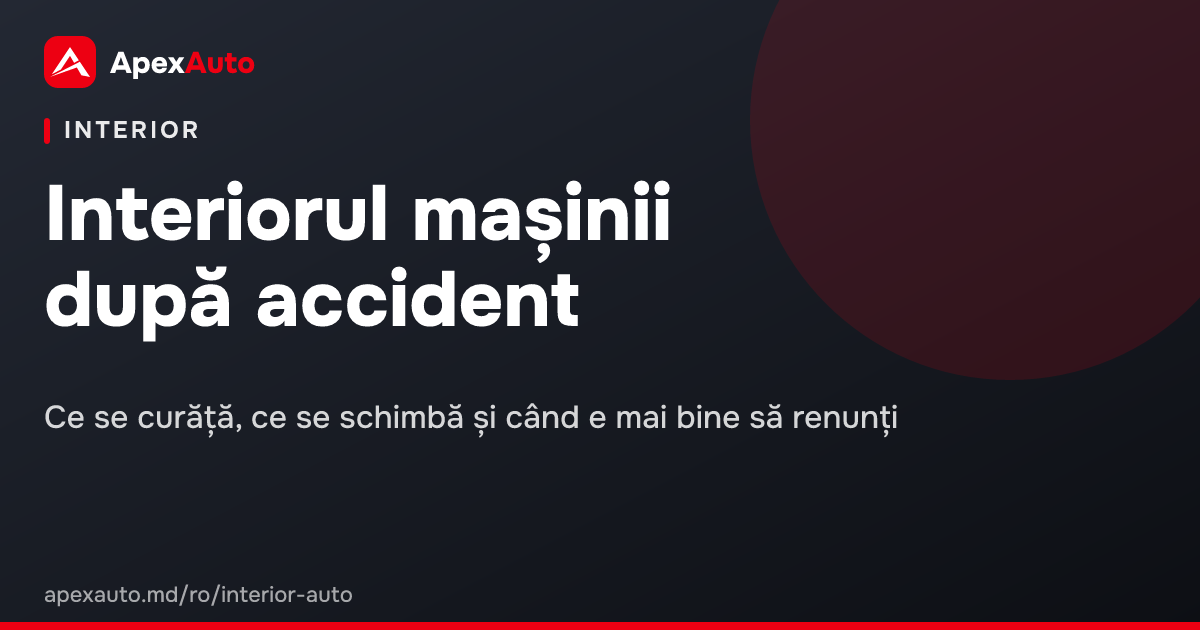 ApexAuto
INTERIOR
Interiorul mașinii
după accident
Ce se curăță, ce se schimbă și când e mai bine să renunți
apexauto.md/ro/interior-auto